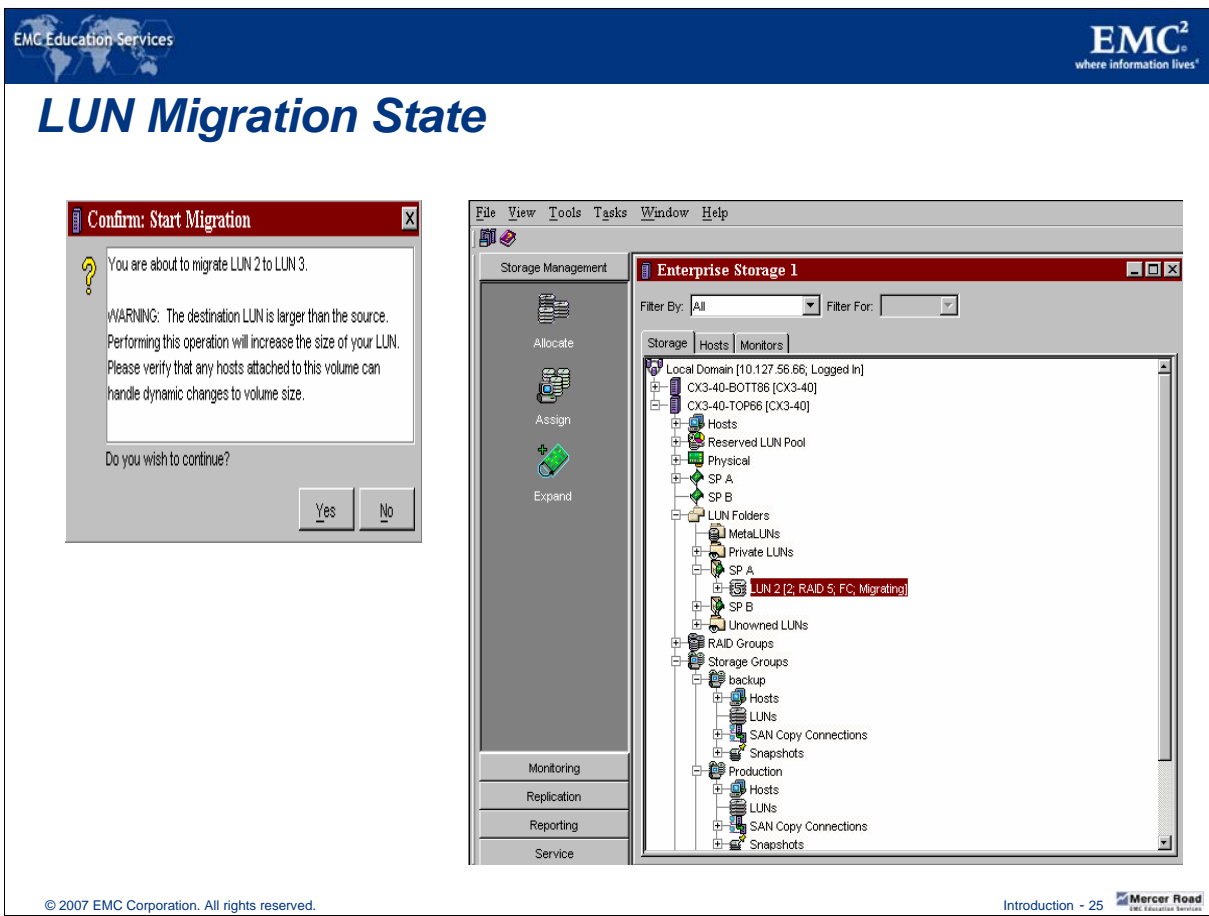 EMC Education Services
EMC²
where information lives®
LUN Migration State
Confirm: Start Migration
You are about to migrate LUN 2 to LUN 3.
WARNING: The destination LUN is larger than the source.
Performing this operation will increase the size of your LUN.
Please verify that any hosts attached to this volume can
handle dynamic changes to volume size.
Do you wish to continue?
Yes No
File View Tools Tasks Window Help
Storage Management
Allocate
Assign
Expand
Monitoring
Replication
Reporting
Service
Enterprise Storage 1
Filter By: All Filter For:
Storage Hosts Monitors
Local Domain [10.127.56.66; Logged In]
CX3-40-BOTT86 [CX3-40]
CX3-40-TOP66 [CX3-40]
Hosts
Reserved LUN Pool
Physical
SP A
SP B
LUN Folders
MetaLUNs
Private LUNs
SP A
LUN 2 [2; RAID 5; FC; Migrating]
SP B
Unowned LUNs
RAID Groups
Storage Groups
backup
Hosts
LUNs
SAN Copy Connections
Snapshots
Production
Hosts
LUNs
SAN Copy Connections
Snapshots
© 2007 EMC Corporation. All rights reserved.
Introduction - 25
Mercer Road
EMC Education Services